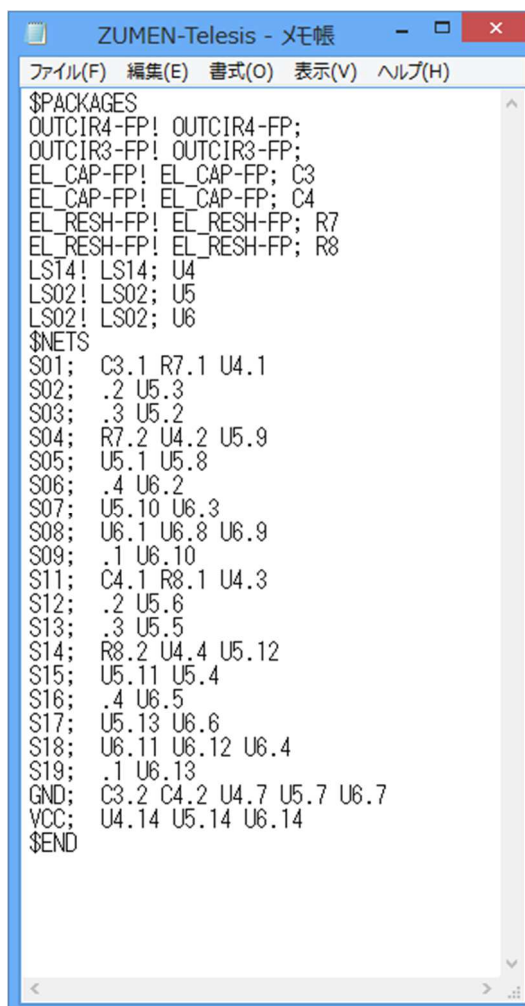 ZUMEN-Telesis - メモ帳
ファイル(F) 編集(E) 書式(O) 表示(V) ヘルプ(H)
$PACKAGES
OUTCIR4-FP! OUTCIR4-FP;
OUTCIR3-FP! OUTCIR3-FP;
EL_CAP-FP! EL_CAP-FP; C3
EL_CAP-FP! EL_CAP-FP; C4
EL_RESH-FP! EL_RESH-FP; R7
EL_RESH-FP! EL_RESH-FP; R8
LS14! LS14; U4
LS02! LS02; U5
LS02! LS02; U6
$NETS
S01; C3.1 R7.1 U4.1
S02; .2 U5.3
S03; .3 U5.2
S04; R7.2 U4.2 U5.9
S05; U5.1 U5.8
S06; .4 U6.2
S07; U5.10 U6.3
S08; U6.1 U6.8 U6.9
S09; .1 U6.10
S11; C4.1 R8.1 U4.3
S12; .2 U5.6
S13; .3 U5.5
S14; R8.2 U4.4 U5.12
S15; U5.11 U5.4
S16; .4 U6.5
S17; U5.13 U6.6
S18; U6.11 U6.12 U6.4
S19; .1 U6.13
GND; C3.2 C4.2 U4.7 U5.7 U6.7
VCC; U4.14 U5.14 U6.14
$END